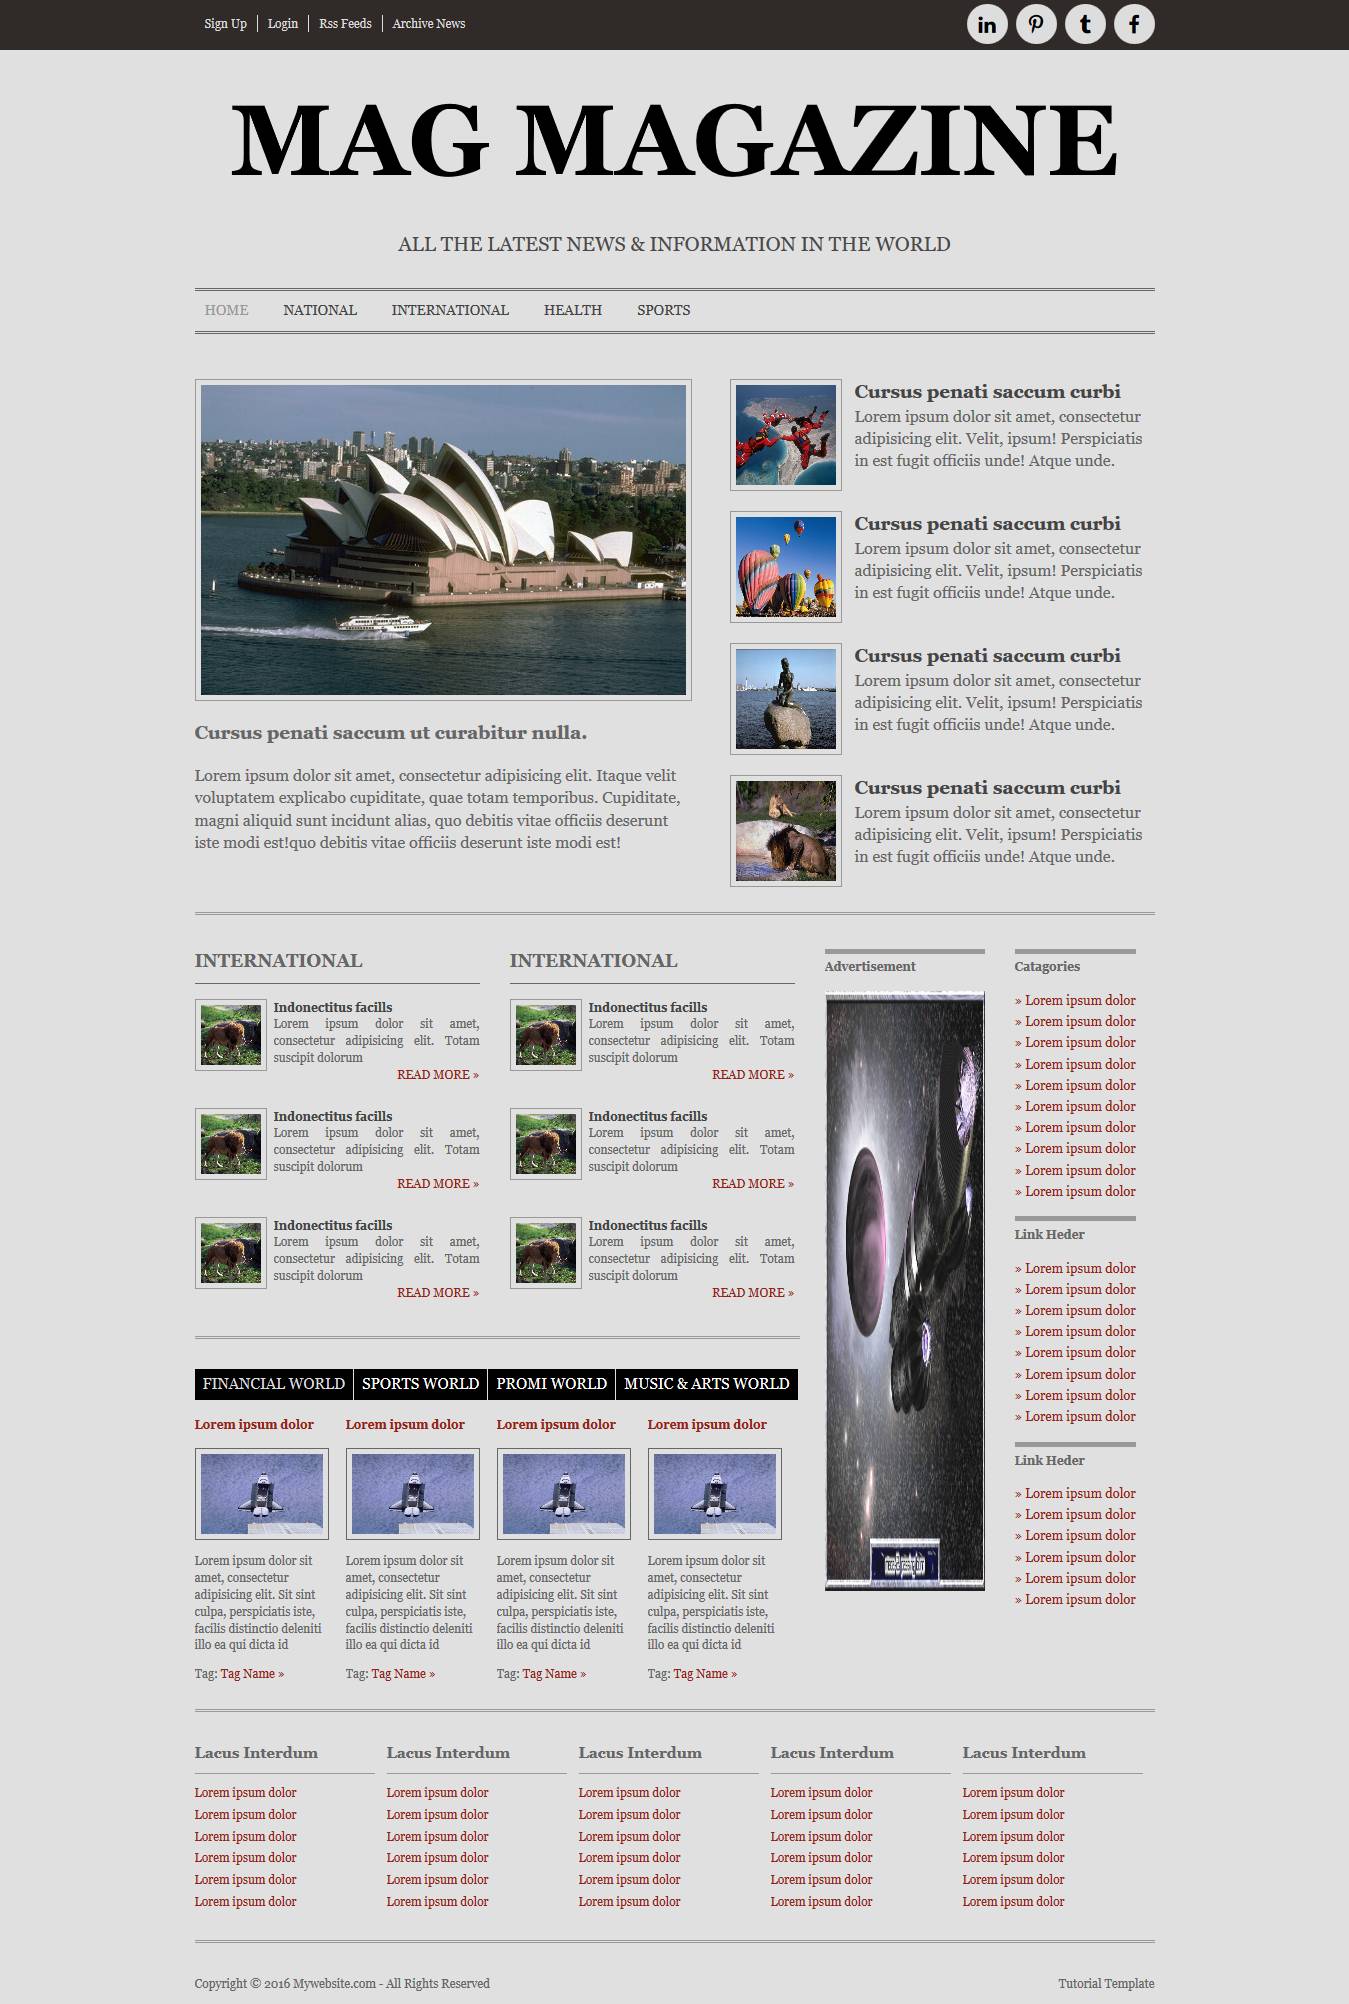 Sign Up
Login
Rss Feeds
Archive News
MAG MAGAZINE
ALL THE LATEST NEWS & INFORMATION IN THE WORLD
HOME
NATIONAL
INTERNATIONAL
HEALTH
SPORTS
Cursus penati saccum ut curabitur nulla.
Lorem ipsum dolor sit amet, consectetur adipisicing elit. Itaque velit
voluptatem explicabo cupiditate, quae totam temporibus. Cupiditate,
magni aliquid sunt incidunt alias, quo debitis vitae officiis deserunt
iste modi est!quo debitis vitae officiis deserunt iste modi est!
Cursus penati saccum curbi
Lorem ipsum dolor sit amet, consectetur
adipisicing elit. Velit, ipsum! Perspiciatis
in est fugit officiis unde! Atque unde.
Cursus penati saccum curbi
Lorem ipsum dolor sit amet, consectetur
adipisicing elit. Velit, ipsum! Perspiciatis
in est fugit officiis unde! Atque unde.
Cursus penati saccum curbi
Lorem ipsum dolor sit amet, consectetur
adipisicing elit. Velit, ipsum! Perspiciatis
in est fugit officiis unde! Atque unde.
Cursus penati saccum curbi
Lorem ipsum dolor sit amet, consectetur
adipisicing elit. Velit, ipsum! Perspiciatis
in est fugit officiis unde! Atque unde.
INTERNATIONAL
Indonectitus facills
Lorem ipsum dolor sit amet,
consectetur adipisicing elit. Totam
suscipit dolorum
READ MORE »
Indonectitus facills
Lorem ipsum dolor sit amet,
consectetur adipisicing elit. Totam
suscipit dolorum
READ MORE »
Indonectitus facills
Lorem ipsum dolor sit amet,
consectetur adipisicing elit. Totam
suscipit dolorum
READ MORE »
INTERNATIONAL
Indonectitus facills
Lorem ipsum dolor sit amet,
consectetur adipisicing elit. Totam
suscipit dolorum
READ MORE »
Indonectitus facills
Lorem ipsum dolor sit amet,
consectetur adipisicing elit. Totam
suscipit dolorum
READ MORE »
Indonectitus facills
Lorem ipsum dolor sit amet,
consectetur adipisicing elit. Totam
suscipit dolorum
READ MORE »
FINANCIAL WORLD
SPORTS WORLD
PROMI WORLD
MUSIC & ARTS WORLD
Lorem ipsum dolor
Lorem ipsum dolor sit
amet, consectetur
adipisicing elit. Sit sint
culpa, perspiciatis iste,
facilis distinctio deleniti
illo ea qui dicta id
Tag: Tag Name »
Lorem ipsum dolor
Lorem ipsum dolor sit
amet, consectetur
adipisicing elit. Sit sint
culpa, perspiciatis iste,
facilis distinctio deleniti
illo ea qui dicta id
Tag: Tag Name »
Lorem ipsum dolor
Lorem ipsum dolor sit
amet, consectetur
adipisicing elit. Sit sint
culpa, perspiciatis iste,
facilis distinctio deleniti
illo ea qui dicta id
Tag: Tag Name »
Lorem ipsum dolor
Lorem ipsum dolor sit
amet, consectetur
adipisicing elit. Sit sint
culpa, perspiciatis iste,
facilis distinctio deleniti
illo ea qui dicta id
Tag: Tag Name »
Advertisement
Catagories
» Lorem ipsum dolor
» Lorem ipsum dolor
» Lorem ipsum dolor
» Lorem ipsum dolor
» Lorem ipsum dolor
» Lorem ipsum dolor
» Lorem ipsum dolor
» Lorem ipsum dolor
» Lorem ipsum dolor
» Lorem ipsum dolor
Link Heder
» Lorem ipsum dolor
» Lorem ipsum dolor
» Lorem ipsum dolor
» Lorem ipsum dolor
» Lorem ipsum dolor
» Lorem ipsum dolor
» Lorem ipsum dolor
» Lorem ipsum dolor
Link Heder
» Lorem ipsum dolor
» Lorem ipsum dolor
» Lorem ipsum dolor
» Lorem ipsum dolor
» Lorem ipsum dolor
» Lorem ipsum dolor
Lacus Interdum
Lorem ipsum dolor
Lorem ipsum dolor
Lorem ipsum dolor
Lorem ipsum dolor
Lorem ipsum dolor
Lorem ipsum dolor
Lacus Interdum
Lorem ipsum dolor
Lorem ipsum dolor
Lorem ipsum dolor
Lorem ipsum dolor
Lorem ipsum dolor
Lorem ipsum dolor
Lacus Interdum
Lorem ipsum dolor
Lorem ipsum dolor
Lorem ipsum dolor
Lorem ipsum dolor
Lorem ipsum dolor
Lorem ipsum dolor
Lacus Interdum
Lorem ipsum dolor
Lorem ipsum dolor
Lorem ipsum dolor
Lorem ipsum dolor
Lorem ipsum dolor
Lorem ipsum dolor
Lacus Interdum
Lorem ipsum dolor
Lorem ipsum dolor
Lorem ipsum dolor
Lorem ipsum dolor
Lorem ipsum dolor
Lorem ipsum dolor
Copyright © 2016 Mywebsite.com - All Rights Reserved
Tutorial Template